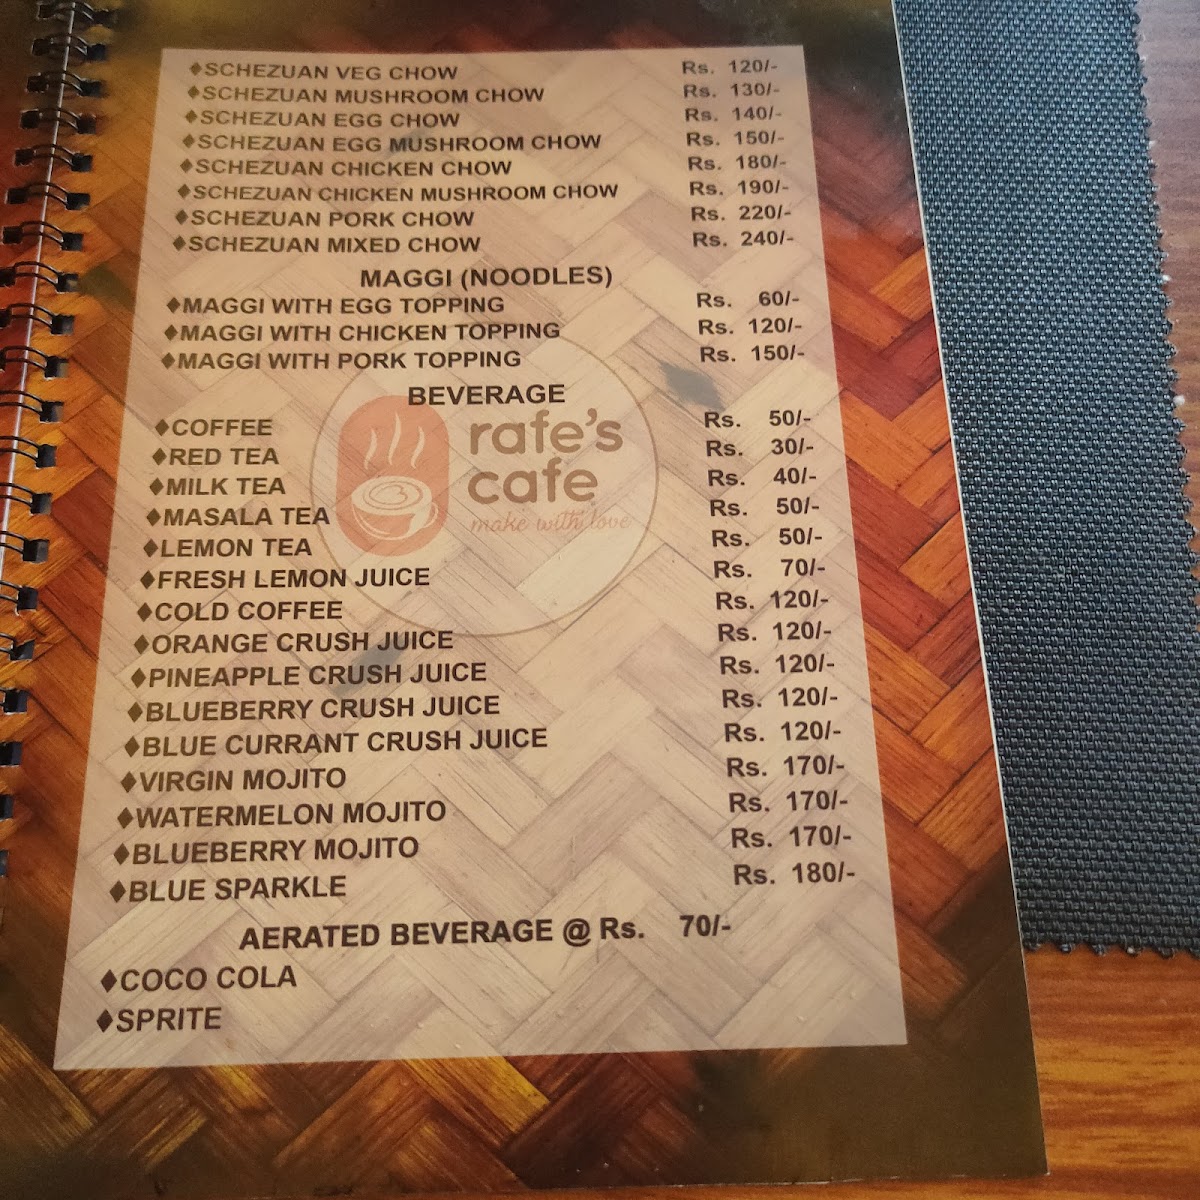 ♦SCHEZUAN VEG CHOW Rs. 120/-
♦SCHEZUAN MUSHROOM CHOW Rs. 130/-
♦SCHEZUAN EGG CHOW Rs. 140/-
♦SCHEZUAN EGG MUSHROOM CHOW Rs. 150/-
♦SCHEZUAN CHICKEN CHOW Rs. 180/-
♦SCHEZUAN CHICKEN MUSHROOM CHOW Rs. 190/-
♦SCHEZUAN PORK CHOW Rs. 220/-
♦SCHEZUAN MIXED CHOW Rs. 240/-
MAGGI (NOODLES)
♦MAGGI WITH EGG TOPPING Rs. 60/-
♦MAGGI WITH CHICKEN TOPPING Rs. 120/-
♦MAGGI WITH PORK TOPPING Rs. 150/-
BEVERAGE
♦COFFEE Rs. 50/-
♦RED TEA Rs. 30/-
♦MILK TEA Rs. 40/-
♦MASALA TEA Rs. 50/-
♦LEMON TEA Rs. 50/-
♦FRESH LEMON JUICE Rs. 70/-
♦COLD COFFEE Rs. 120/-
♦ORANGE CRUSH JUICE Rs. 120/-
♦PINEAPPLE CRUSH JUICE Rs. 120/-
♦BLUEBERRY CRUSH JUICE Rs. 120/-
♦BLUE CURRANT CRUSH JUICE Rs. 120/-
♦VIRGIN MOJITO Rs. 170/-
♦WATERMELON MOJITO Rs. 170/-
♦BLUEBERRY MOJITO Rs. 170/-
♦BLUE SPARKLE Rs. 180/-
AERATED BEVERAGE @ Rs. 70/-
♦COCO COLA
♦SPRITE
rafe's
cafe
make with love